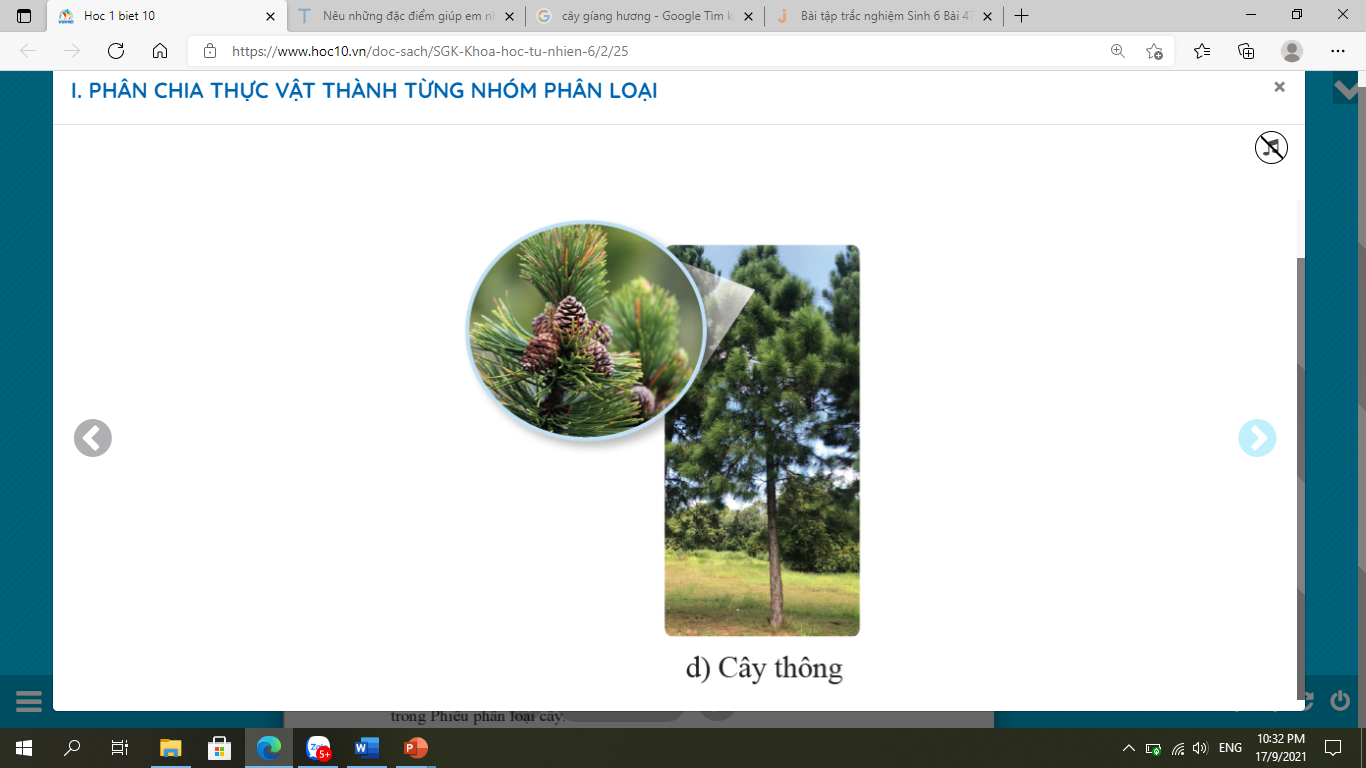 Hoc 1 biet 10
Nêu những đặc điểm giúp em nh
cây gíang hương - Google Tìm k
Bài tập trắc nghiệm Sinh 6 Bài 47
https://www.hoc10.vn/doc-sach/SGK-Khoa-hoc-tu-nhien-6/2/25
I. PHÂN CHIA THỰC VẬT THÀNH TỪNG NHÓM PHÂN LOẠI
d) Cây thông
trong Phiếu phân loại cây.
5+
ENG
10:32 PM
17/9/2021